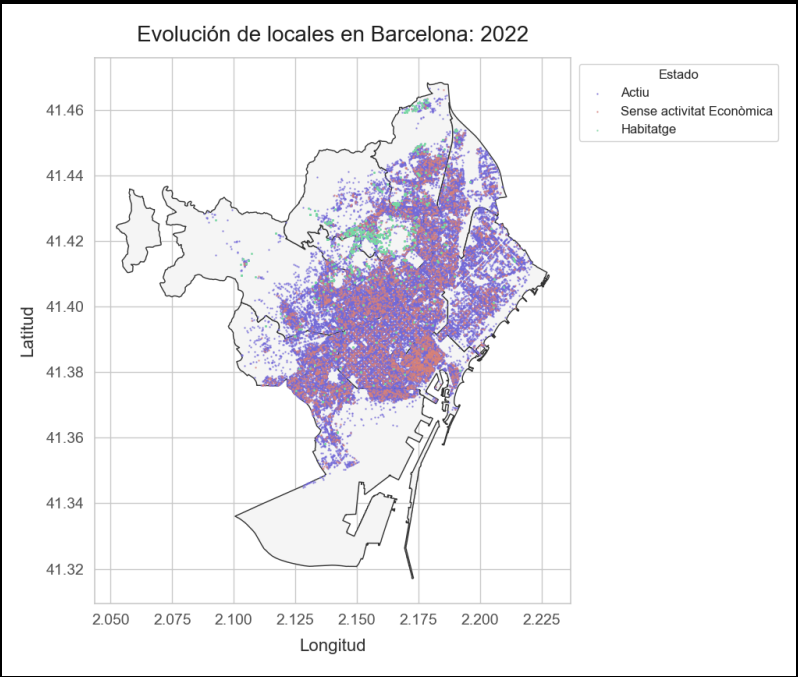 Evolución de locales en Barcelona: 2022
Estado
Actiu
Sense activitat Econòmica
Habitatge
41.46
41.44
41.42
41.40
41.38
41.36
41.34
41.32
Latitud
2.050 2.075 2.100 2.125 2.150 2.175 2.200 2.225
Longitud